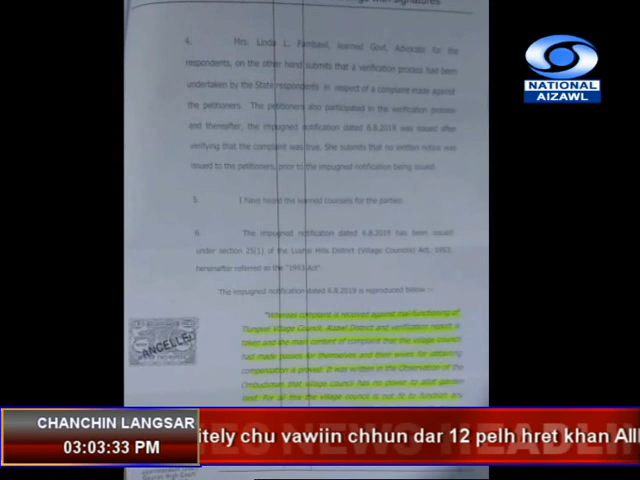 with signatures
4. Mrs. Linda L. Fambawl, learned Govt. Advocate for the
respondents, on the other hand submits that a verification process had been
undertaken by the State respondents in respect of a complaint made against
the petitioners. The petitioners also participated in the verification process
and thereafter, the impugned notification dated 6.8.2019 was issued after
verifying that the complaint was true. She submits that no written notice was
issued to the petitioners, prior to the impugned notification being issued.
5. I have heard the learned counsels for the parties.
6. The impugned notification dated 6.8.2019 has been issued
under section 25(1) of the Lushai Hills District (Village Councils) Act, 1953,
hereinafter referred as the "1953-Act".
The impugned notification dated 6.8.2019 is reproduced below :-
"Whereas complaint is received against malfunctioning of
Village Council, Aizawl District and verification report is
taken and the main content of complaint that the village council
had made passes for themselves and their wives for obtaining
compensation is proved. It was written in the Observation of the
Ombudsman that village council has no power to allot garden
land. For all this the village council is not fit to function any
CANCELLED
NATIONAL
AIZAWL
CHANCHIN LANGSAR
03:03:33 PM
itely chu vawiin chhun dar 12 pelh hret khan AIII
NEWS HEADLI